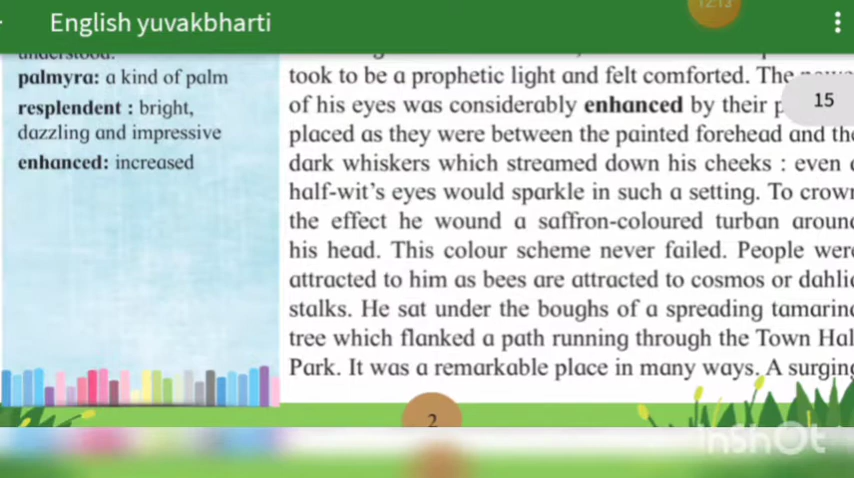 12:13
English yuvakbharti
understood.
palmyra: a kind of palm
resplendent : bright,
dazzling and impressive
enhanced: increased
took to be a prophetic light and felt comforted. The
of his eyes was considerably enhanced by their
15
placed as they were between the painted forehead and the
dark whiskers which streamed down his cheeks : even
half-wit's eyes would sparkle in such a setting. To crown
the effect he wound a saffron-coloured turban around
his head. This colour scheme never failed. People were
attracted to him as bees are attracted to cosmos or dahlia
stalks. He sat under the boughs of a spreading tamarind
tree which flanked a path running through the Town Hal
Park. It was a remarkable place in many ways. A surging
2
InShOt